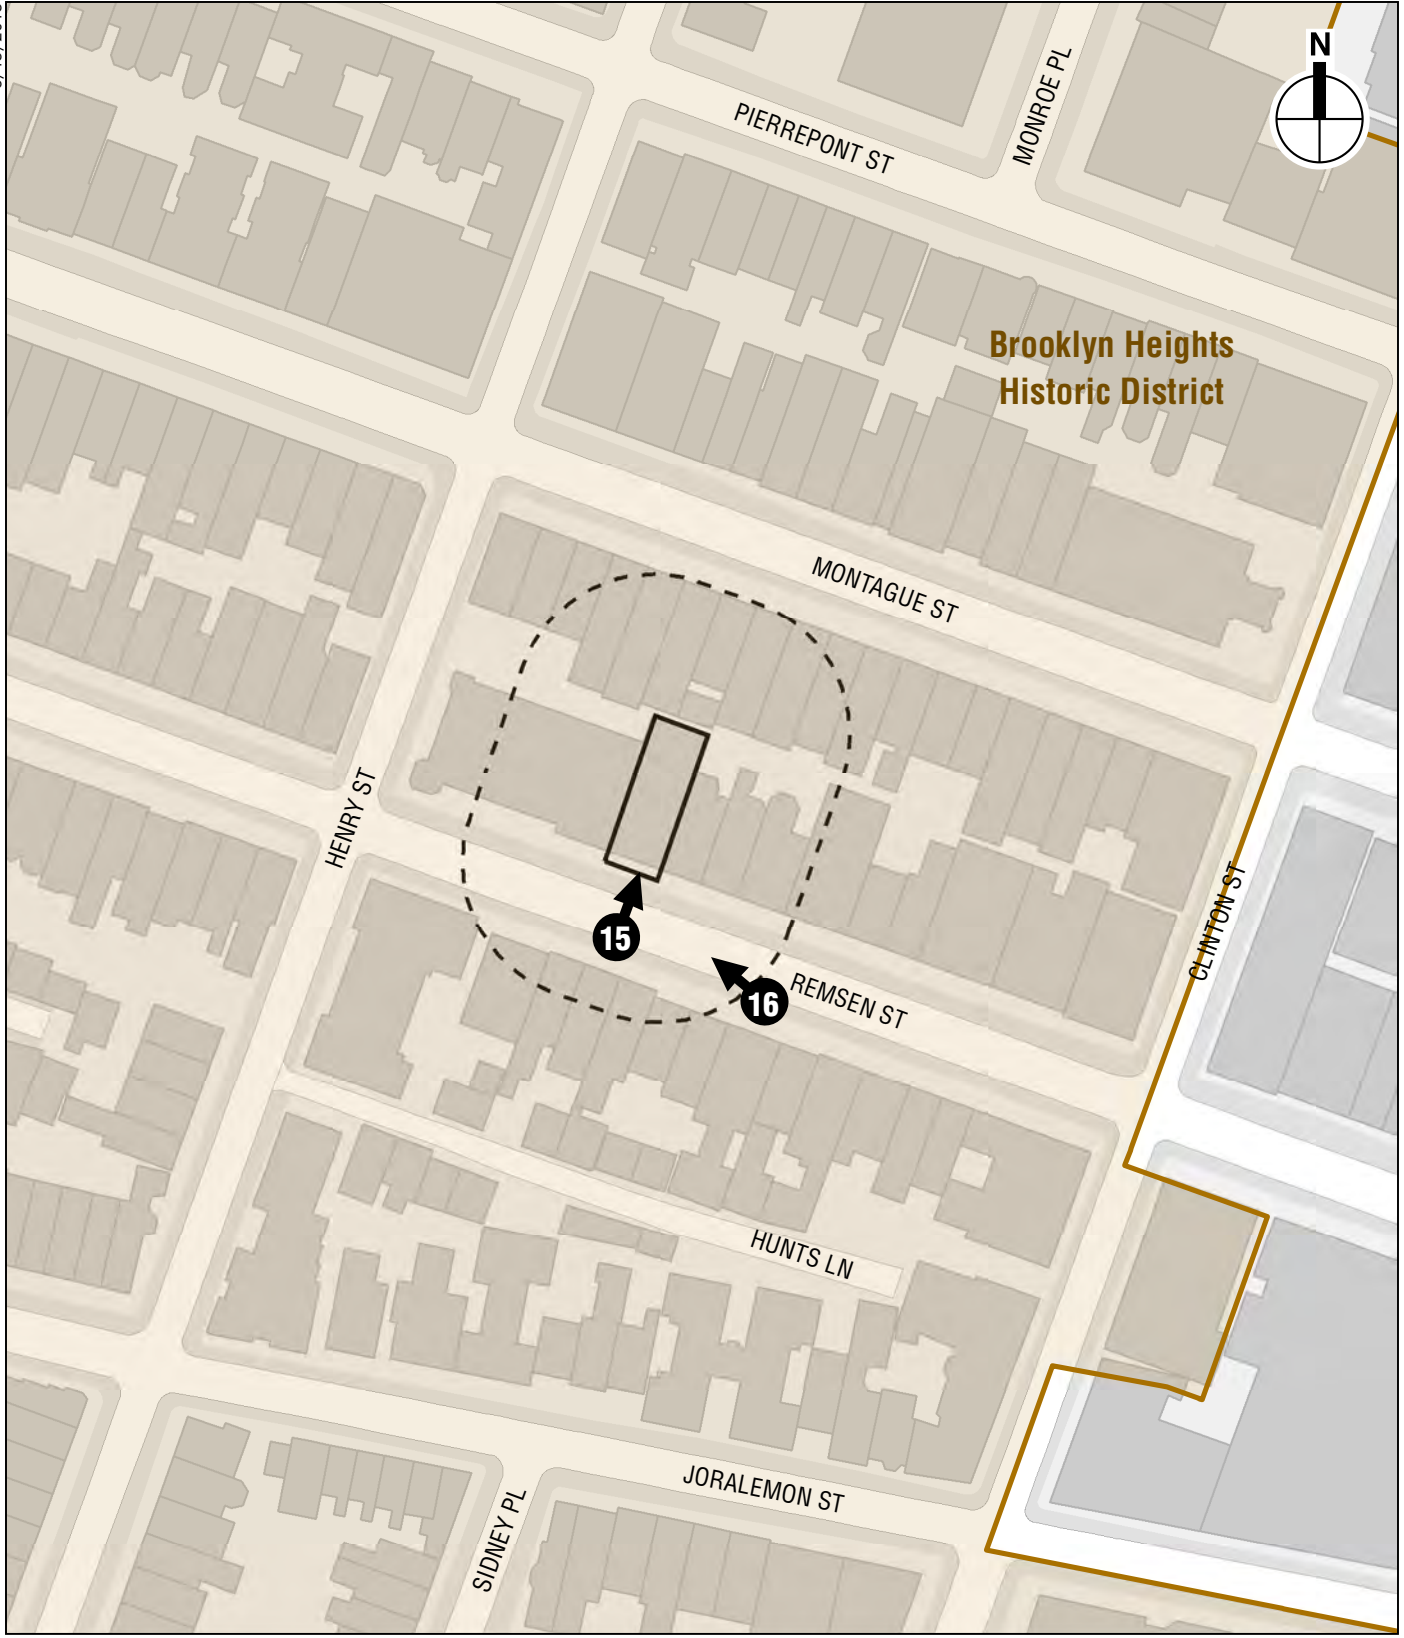 N
MONROE PL
PIERREPONT ST
Brooklyn Heights
Historic District
MONTAGUE ST
HENRY ST
CLINTON ST
15
16
REMSEN ST
HUNTS LN
JORALEMON ST
SIDNEY PL